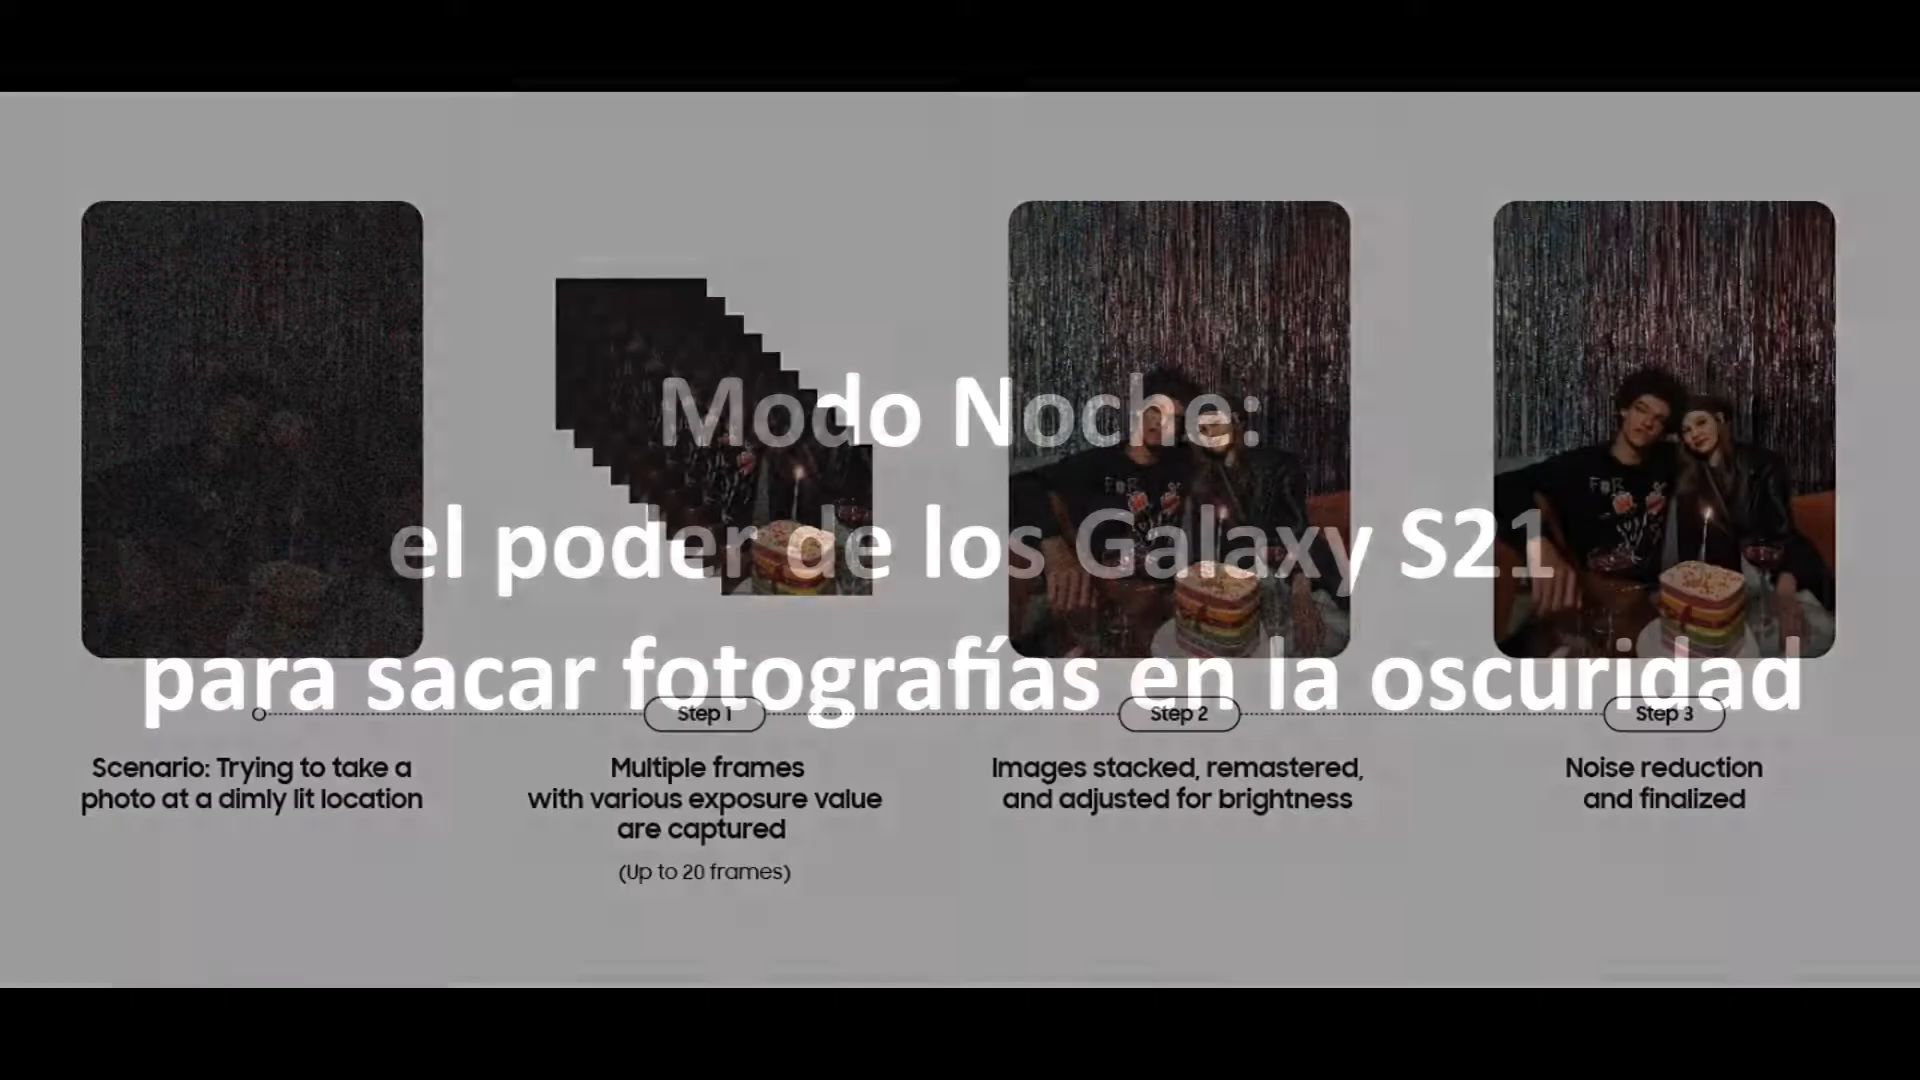 Modo Noche:
el poder de los Galaxy S21
para sacar fotografías en la oscuridad
Step 1
Step 2
Step 3
Scenario: Trying to take a
photo at a dimly lit location
Multiple frames
with various exposure value
are captured
(Up to 20 frames)
Images stacked, remastered,
and adjusted for brightness
Noise reduction
and finalized